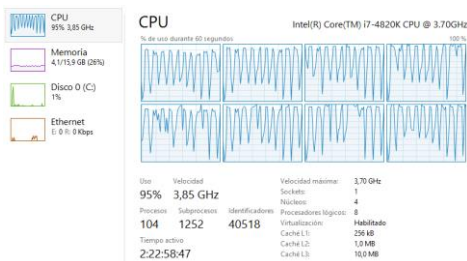 CPU
95% 3,85 GHz
Memoria
4,1/15,9 GB (26%)
Disco 0 (C:)
1%
Ethernet
E: 0 R: 0 Kbps
CPU
Intel(R) Core(TM) i7-4820K CPU @ 3.70GHz
% de uso durante 60 segundos
100 %
Uso
Velocidad
95%
3,85 GHz
Procesos
Subprocesos
Identificadores
104
1252
40518
Tiempo activo
2:22:58:47
Velocidad máxima: 3,70 GHz
Sockets: 1
Núcleos: 4
Procesadores lógicos: 8
Virtualización: Habilitado
Caché L1: 256 kB
Caché L2: 1,0 MB
Caché L3: 10,0 MB